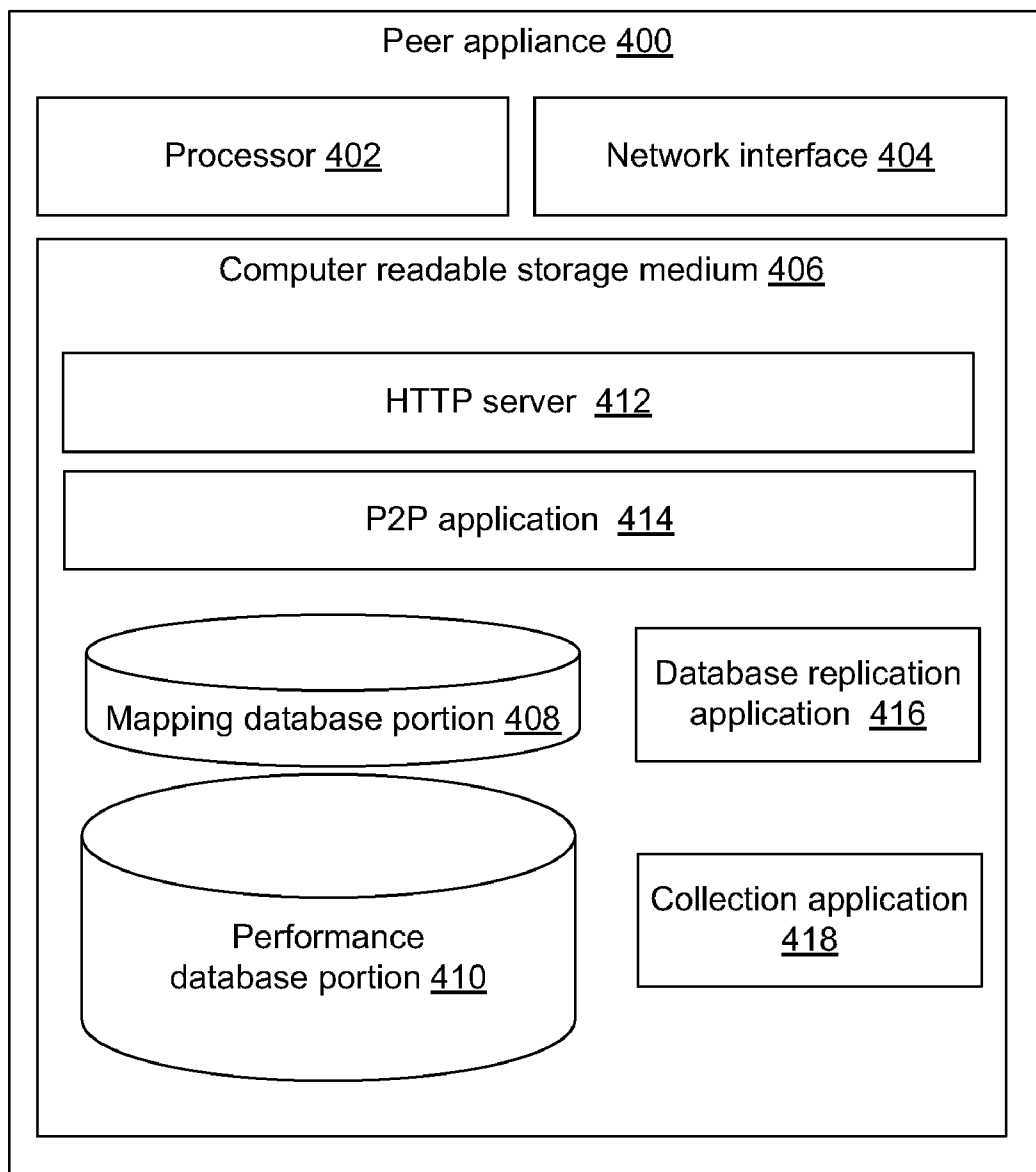 Peer appliance 400
Processor 402
Network interface 404
Computer readable storage medium 406
HTTP server 412
P2P application 414
Mapping database portion 408
Database replication
application 416
Performance
database portion 410
Collection application
418